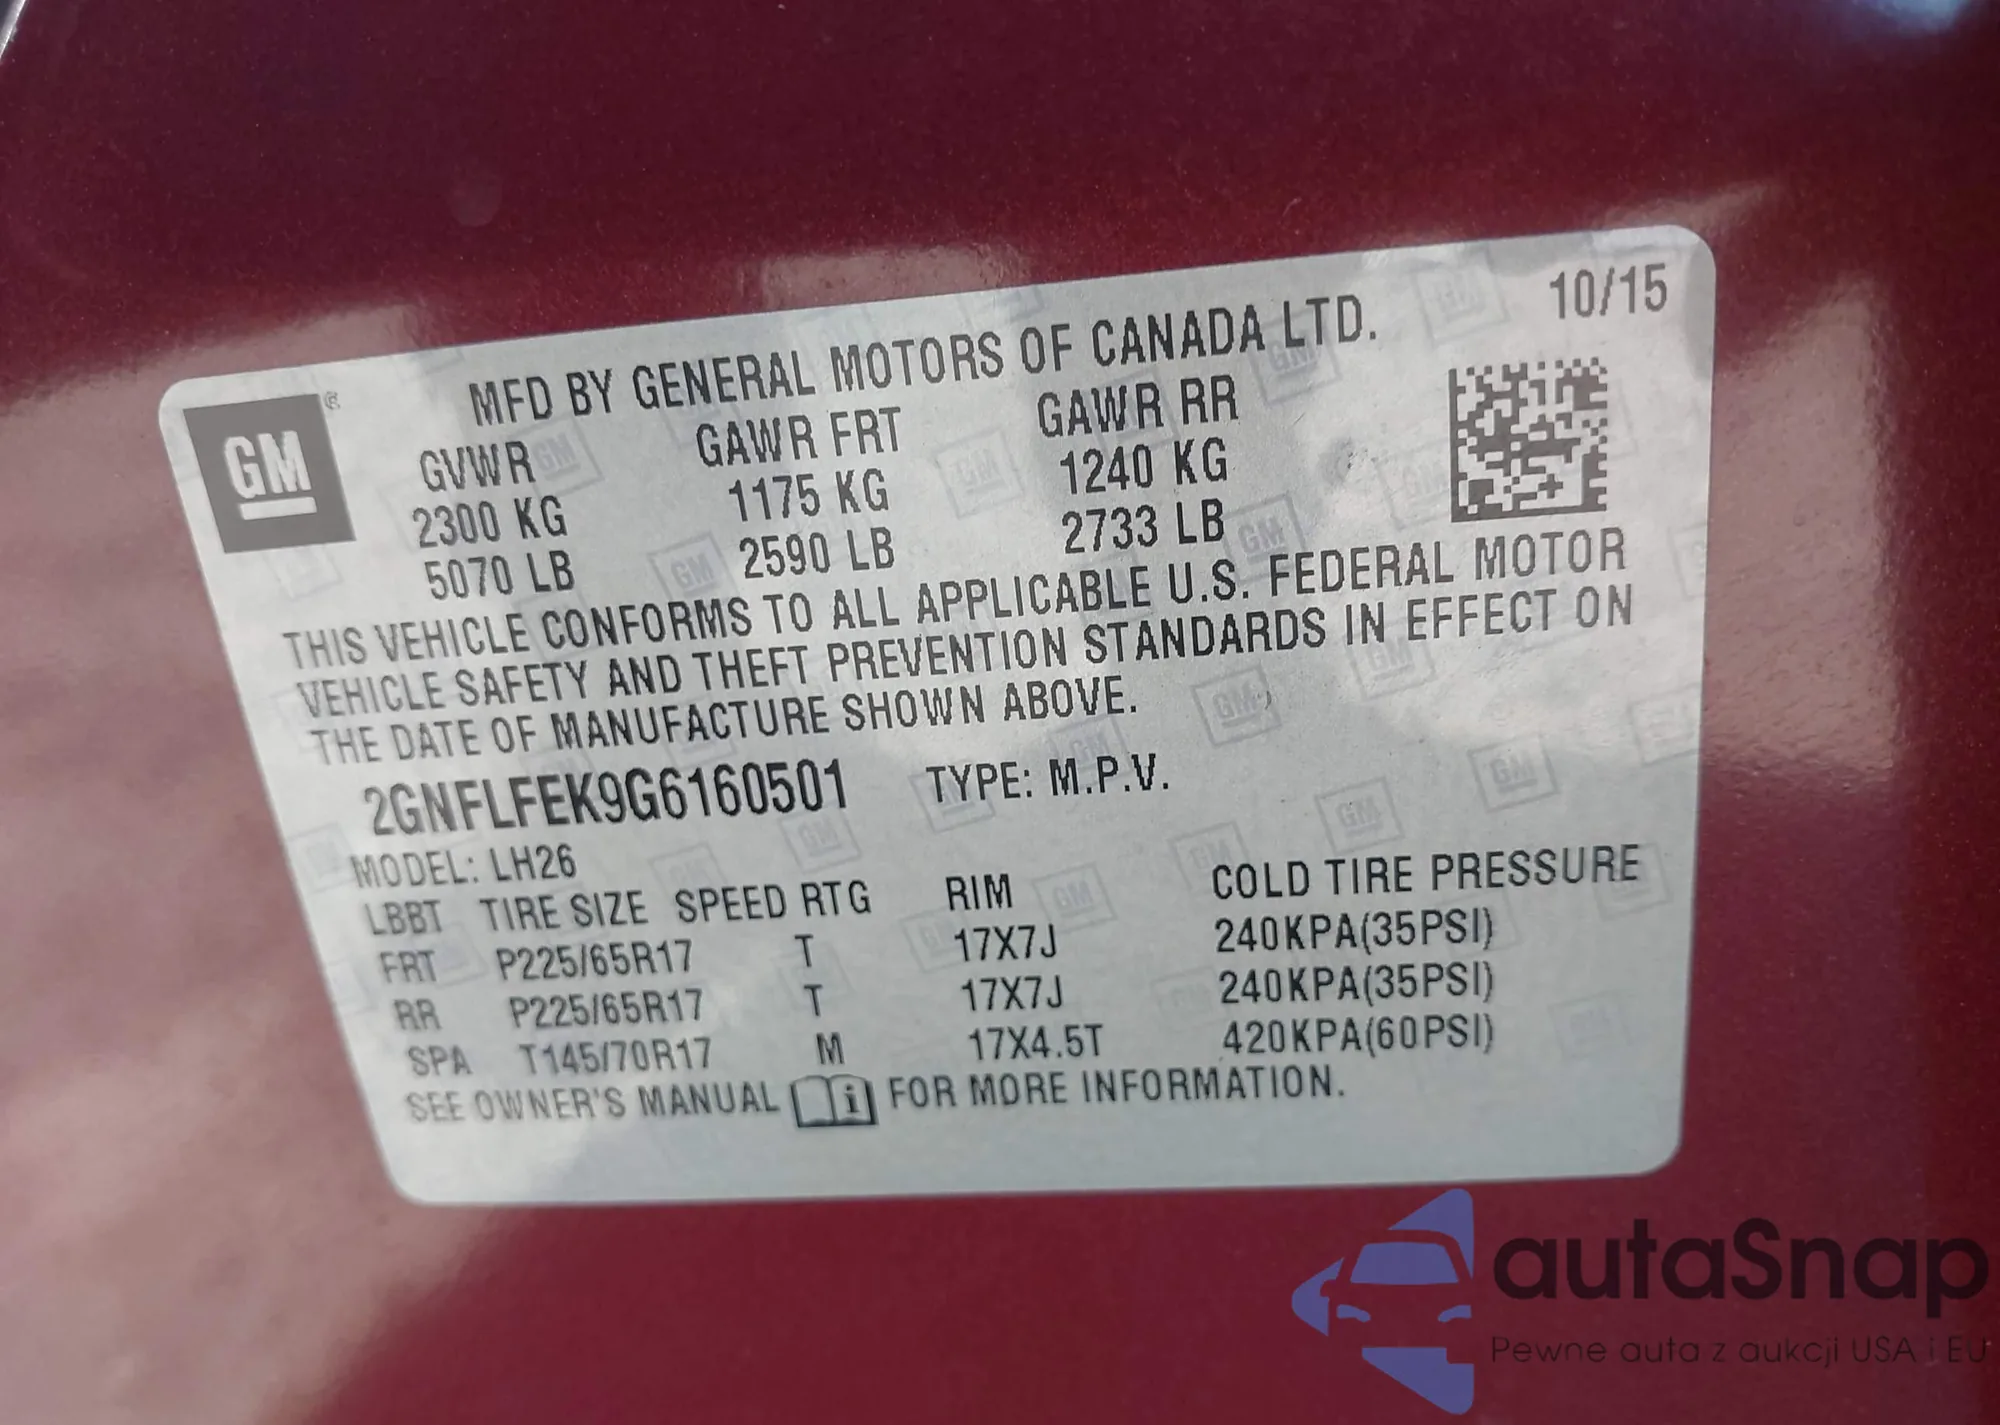 10/15
MFD BY GENERAL MOTORS OF CANADA LTD.
GM ®
GVWR GAWR FRT GAWR RR
2300 KG 1175 KG 1240 KG
5070 LB 2590 LB 2733 LB
THIS VEHICLE CONFORMS TO ALL APPLICABLE U.S. FEDERAL MOTOR
VEHICLE SAFETY AND THEFT PREVENTION STANDARDS IN EFFECT ON
THE DATE OF MANUFACTURE SHOWN ABOVE.
2GNFLFEK9G6160501 TYPE: M.P.V.
MODEL: LH26
LBBT TIRE SIZE SPEED RTG RIM COLD TIRE PRESSURE
FRT P225/65R17 T 17X7J 240KPA(35PSI)
RR P225/65R17 T 17X7J 240KPA(35PSI)
SPA T145/70R17 M 17X4.5T 420KPA(60PSI)
SEE OWNER'S MANUAL i FOR MORE INFORMATION.
autaSnap
Pewne auta z aukcji USA i EU